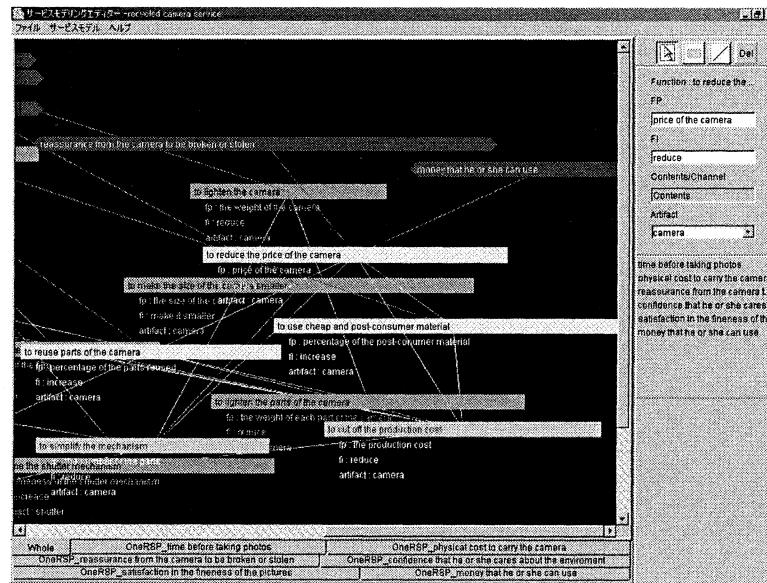 サービスモデリングエディター -recycled camera service
ファイル サービスモデル ヘルプ
reassurance from the camera to be broken or stolen
money that he or she can use
to lighten the camera
fp : the weight of the camera
fi : reduce
artifact : camera
to reduce the price of the camera
fp : price of the camera
to make the size of the camera smaller
fp : the size of the
artifact : camera
fi : make it smaller
artifact : camera
to use cheap and post-consumer material
fp : percentage of the post-consumer material
fi : increase
artifact : camera
to reuse parts of the camera
fp : percentage of the parts reused
fi : increase
artifact : camera
to lighten the parts of the camera
fp : the weight of each part
fi : reduce
to cut off the production cost
fp : the production cost
fi : reduce
artifact : camera
to simplify the mechanism
the shutter mechanism
fi : reduce
artifact : camera
: shutter
Del
Function : to reduce the...
FP
price of the camera
FI
reduce
Contents/Channel
Contents
Artifact
camera
time before taking photos
physical cost to carry the camer
reassurance from the camera t
confidence that he or she cares
satisfaction in the fineness of th
money that he or she can use
Whole
OneRSP_time before taking photos
OneRSP_physical cost to carry the camera
OneRSP_reassurance from the camera to be broken or stolen
OneRSP_confidence that he or she cares about the enviroment
OneRSP_satisfaction in the fineness of the pictures
OneRSP_money that he or she can use